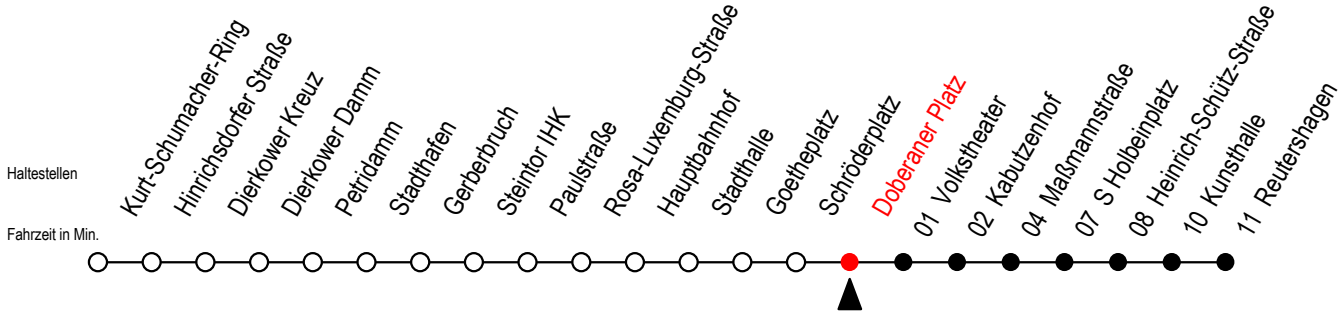 Haltestellen
Fahrzeit in Min.
Kurt-Schumacher-Ring
Hinrichsdorfer Straße
Dierkower Kreuz
Dierkower Damm
Petridamm
Stadthafen
Gerberbruch
Steintor IHK
Paulstraße
Rosa-Luxemburg-Straße
Hauptbahnhof
Stadthalle
Goetheplatz
Schröderplatz
Doberaner Platz
01 Volkstheater
02 Kabutzenhof
04 Maßmannstraße
07 S Holbeinplatz
08 Heinrich-Schütz-Straße
10 Kunsthalle
11 Reutershagen